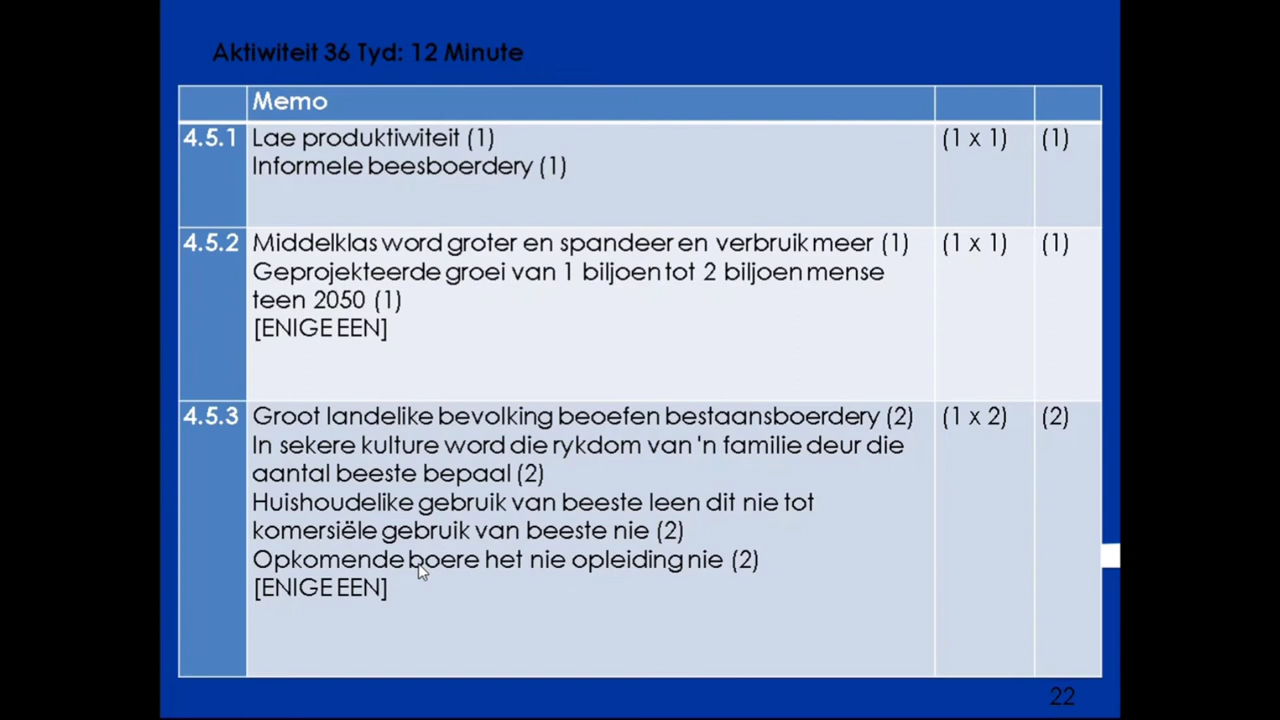 Aktiwiteit 36 Tyd: 12 Minute
Memo
4.5.1 Lae produktiwiteit (1) (1 x 1) (1)
Informele beesboerdery (1)
4.5.2 Middelklas word groter en spandeer en verbruik meer (1) (1 x 1) (1)
Geprojekteerde groei van 1 biljoen tot 2 biljoen mense
teen 2050 (1)
[ENIGE EEN]
4.5.3 Groot landelike bevolking beoefen bestaansboerdery (2) (1 x 2) (2)
In sekere kulture word die rykdom van 'n familie deur die
aantal beeste bepaal (2)
Huishoudelike gebruik van beeste leen dit nie tot
komersiële gebruik van beeste nie (2)
Opkomende boere het nie opleiding nie (2)
[ENIGE EEN]
22